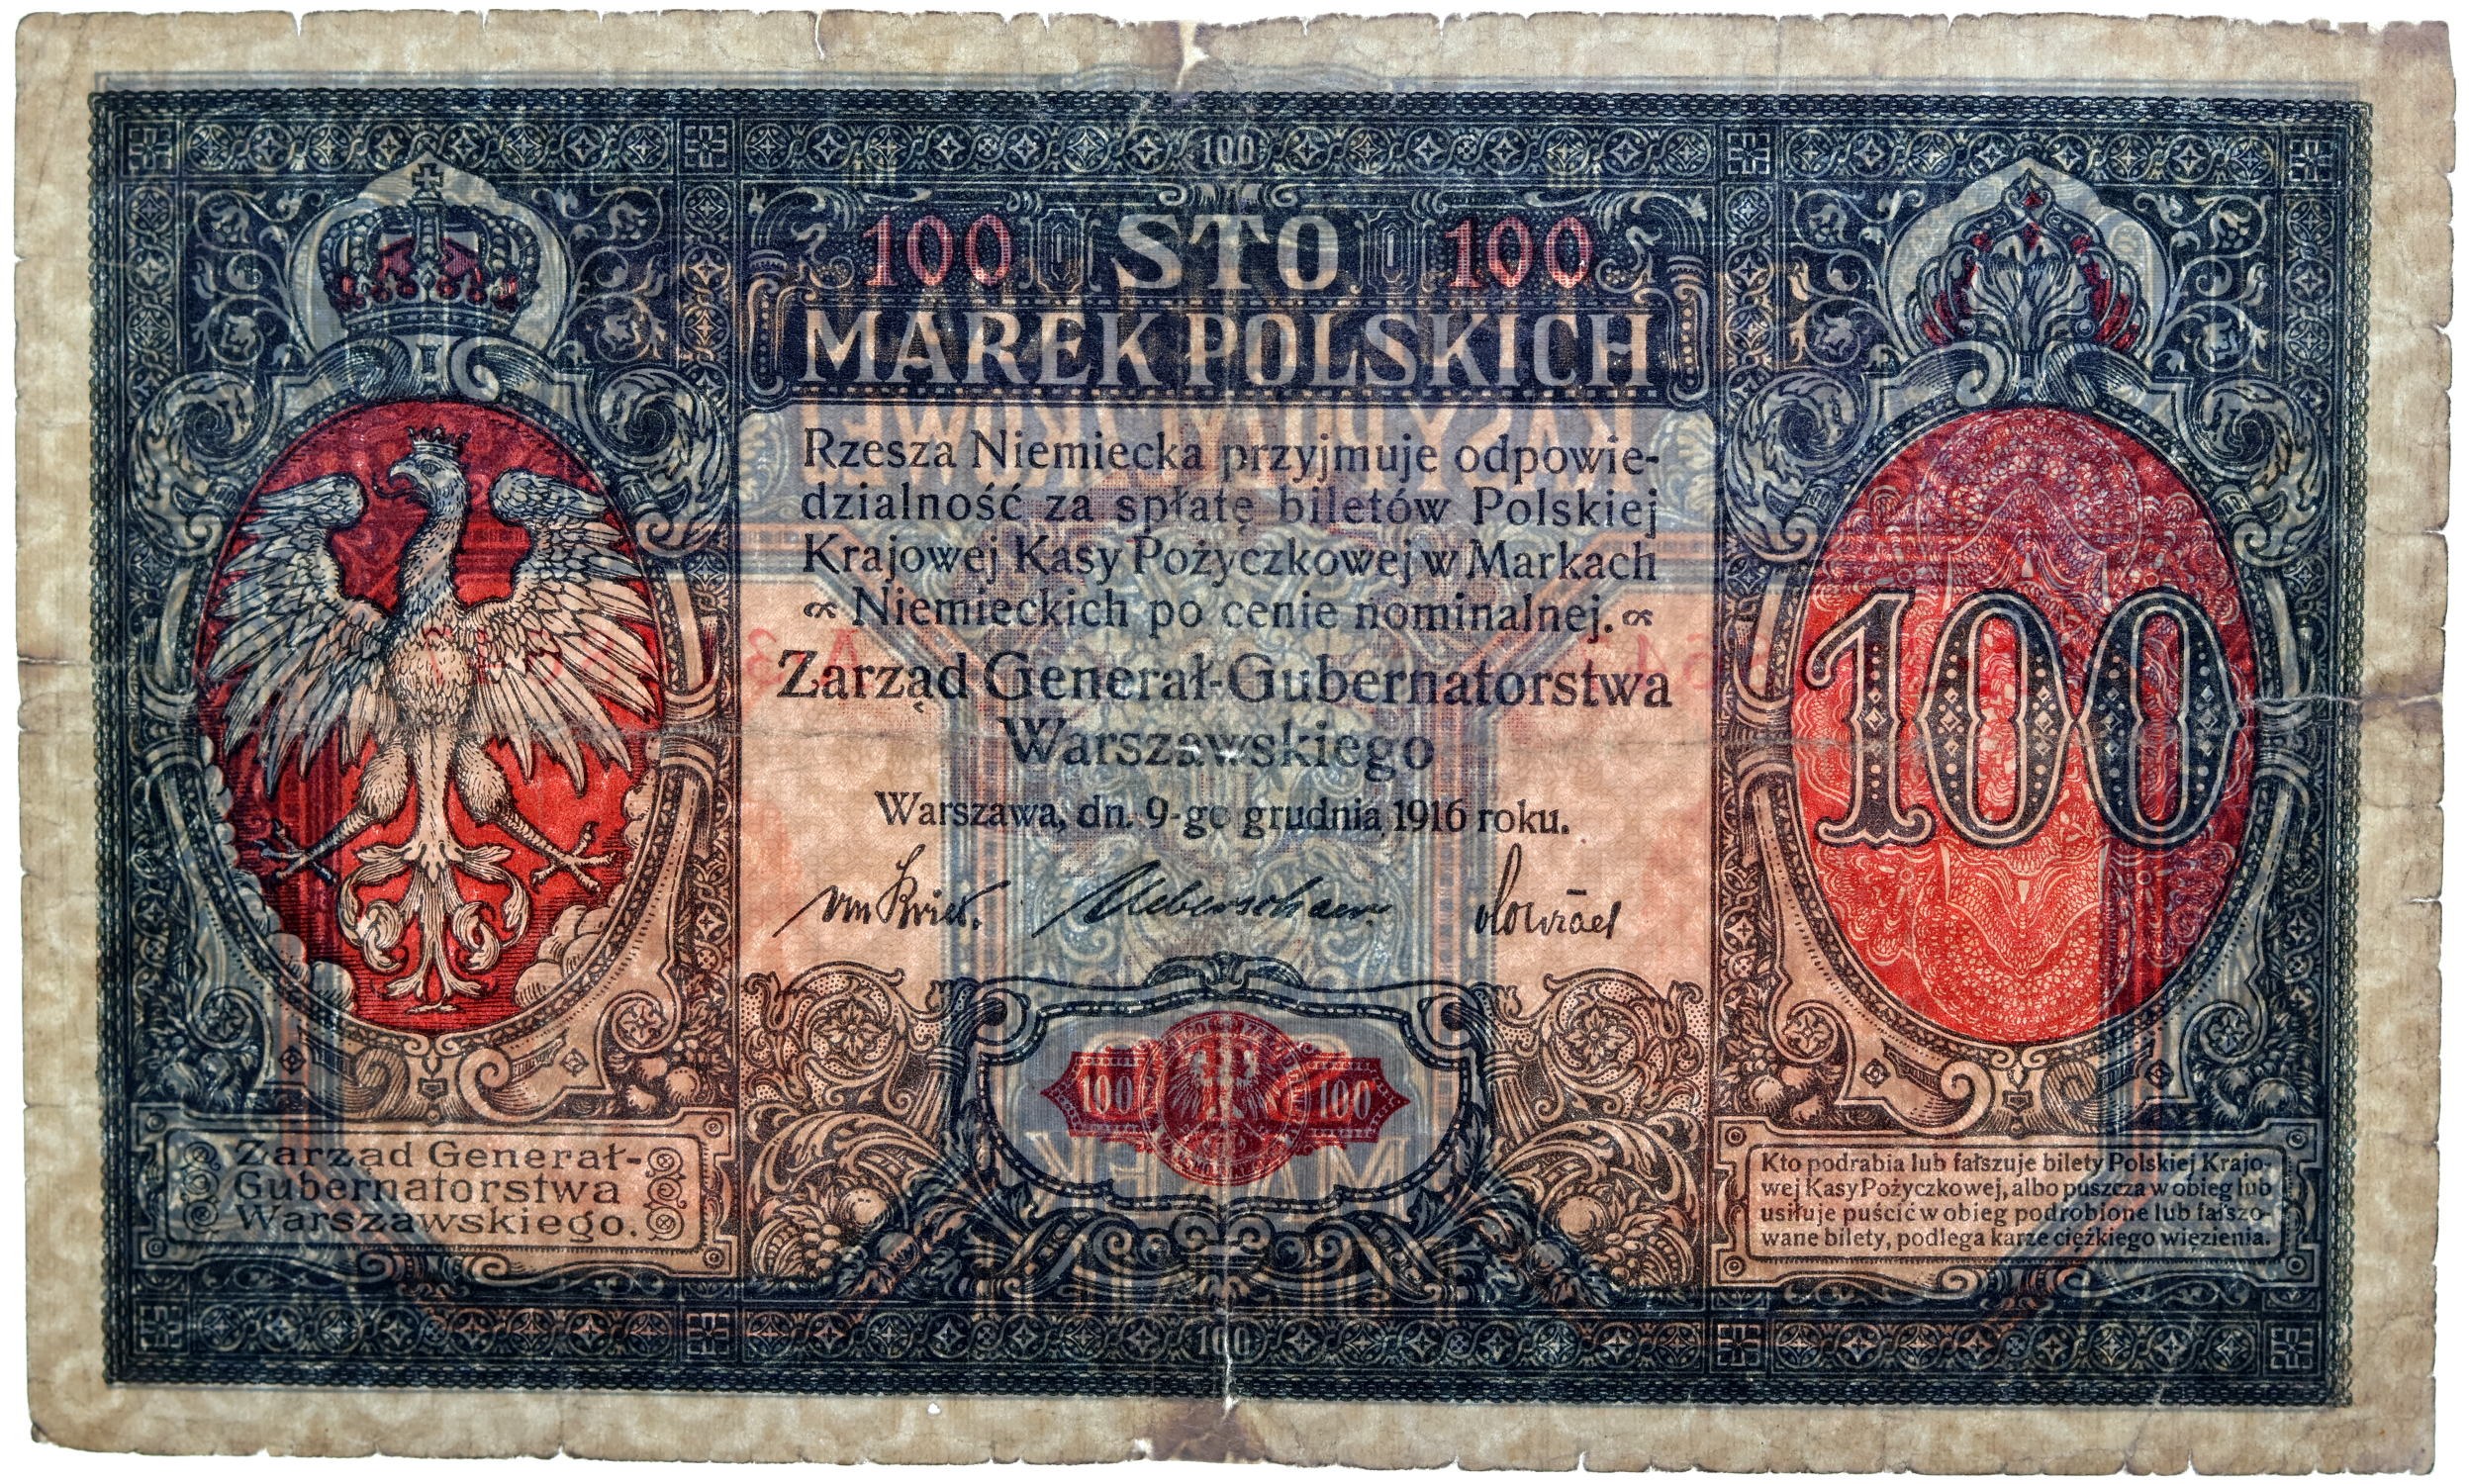 100
100 STO 100
MAREK POLSKICH
Rzesza Niemiecka przyjmuje odpowie-
dzialność za spłatę biletów Polskiej
Krajowej Kasy Pożyczkowej w Markach
Niemieckich po cenie nominalnej.
Zarząd Generał-Gubernatorstwa
Warszawskiego
Warszawa, dn. 9-go grudnia 1916 roku.
100
100 100
Zarząd Generał-
Gubernatorstwa
Warszawskiego.
Kto podrabia lub fałszuje bilety Polskiej Krajo-
wej Kasy Pożyczkowej, albo puszcza w obieg lub
usiłuje puścić w obieg podrobione lub fałszo-
wane bilety, podlega karze ciężkiego więzienia.
100